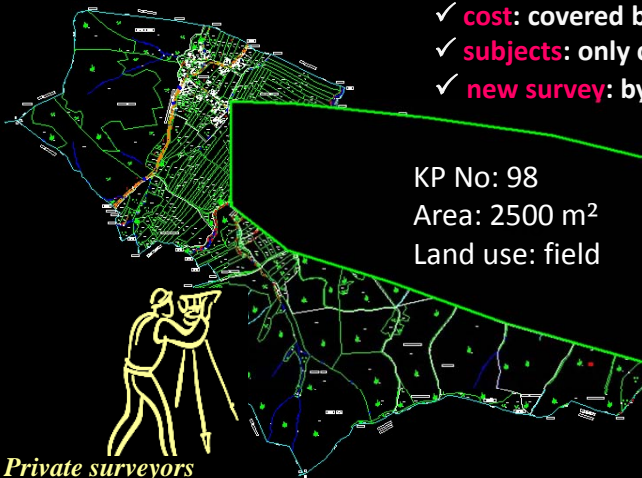 ✓ cost: covered b
✓ subjects: only
✓ new survey: by
KP No: 98
Area: 2500 m²
Land use: field
Private surveyors